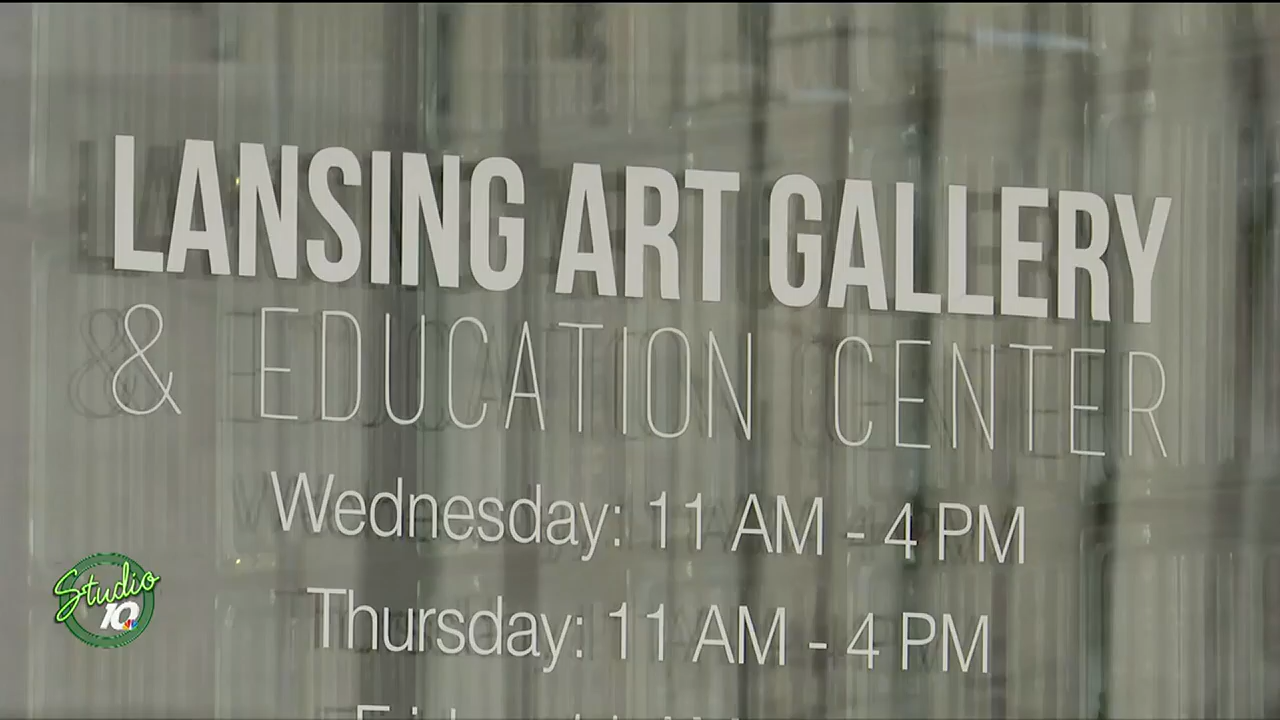 LANSING ART GALLERY
& EDUCATION CENTER
Wednesday: 11 AM - 4 PM
Thursday: 11 AM - 4 PM
Studio
10